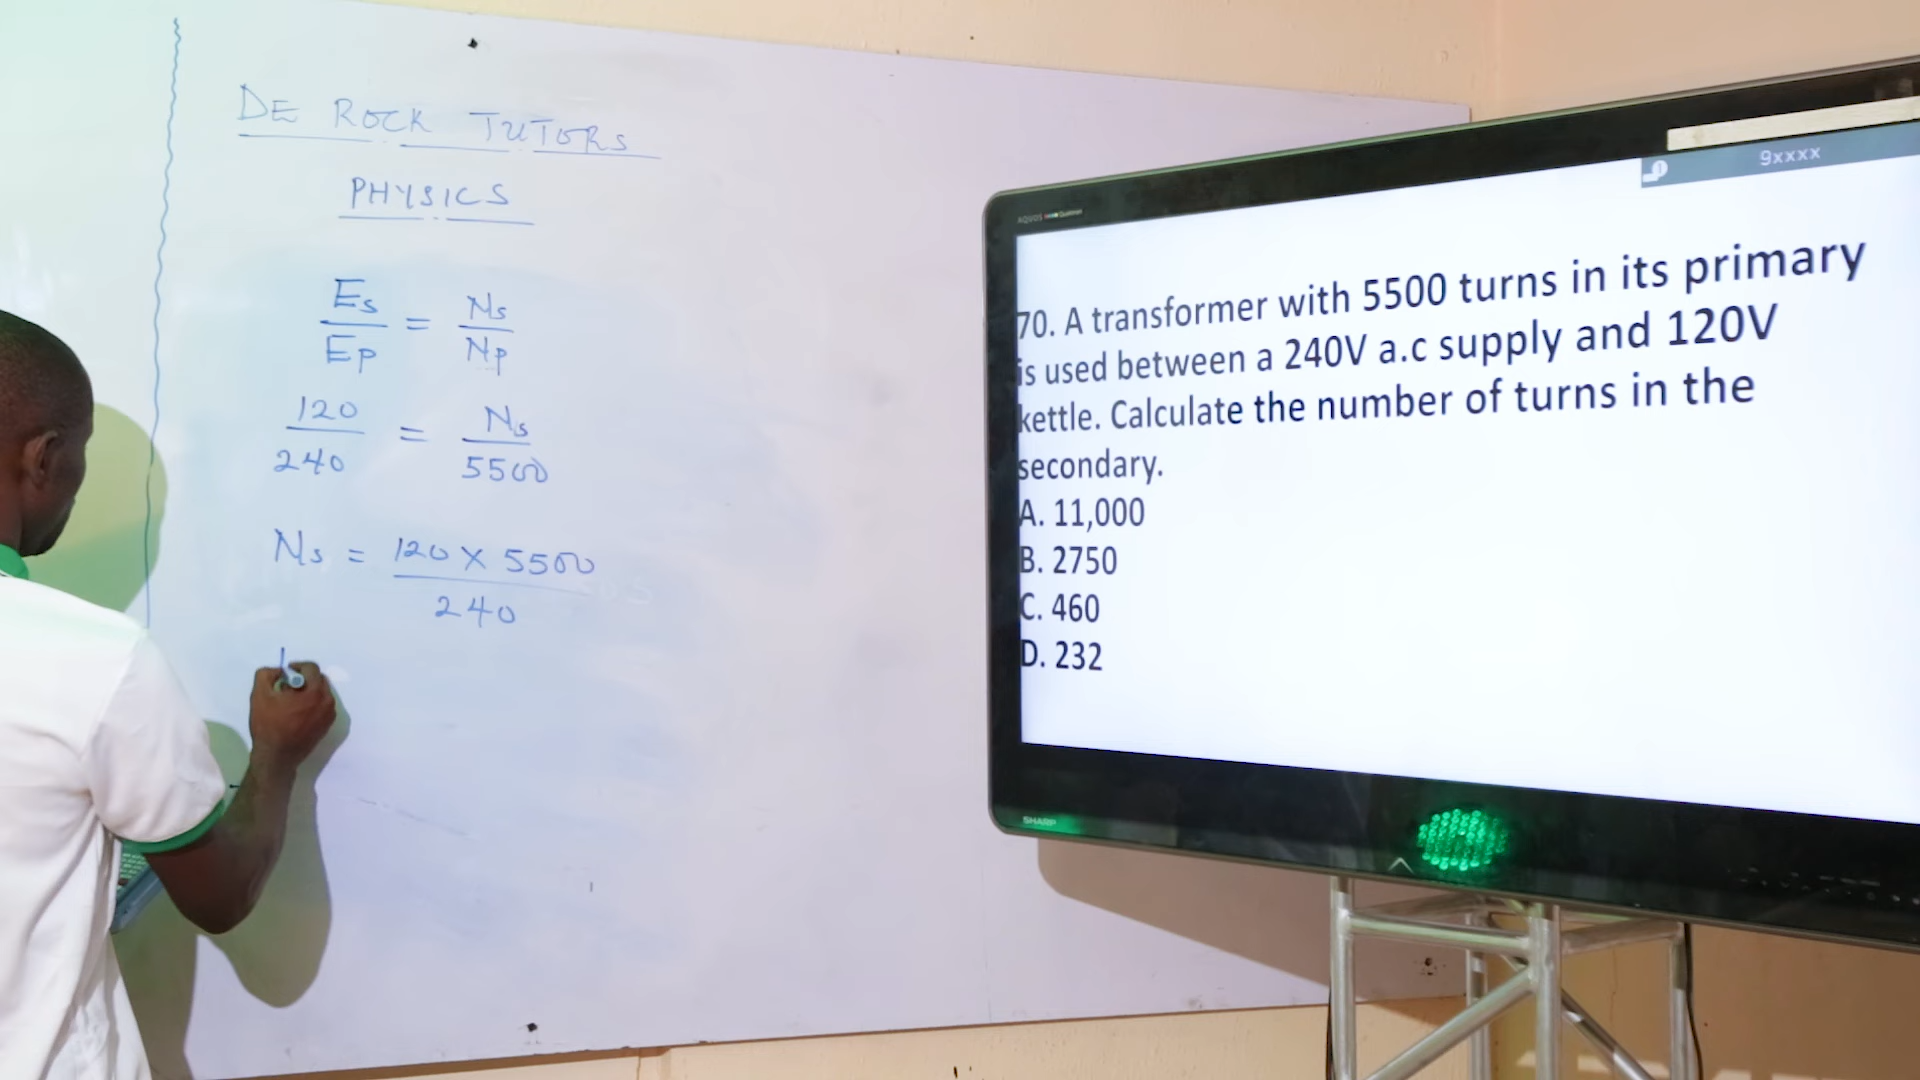 DE ROCK TUTORS
PHYSICS
Es/Ep = Ns/Np
120/240 = Ns/5500
Ns = 120 x 5500
240
9xxxx
AQUOS
70. A transformer with 5500 turns in its primary
is used between a 240V a.c supply and 120V
kettle. Calculate the number of turns in the
secondary.
A. 11,000
B. 2750
C. 460
D. 232
SHARP